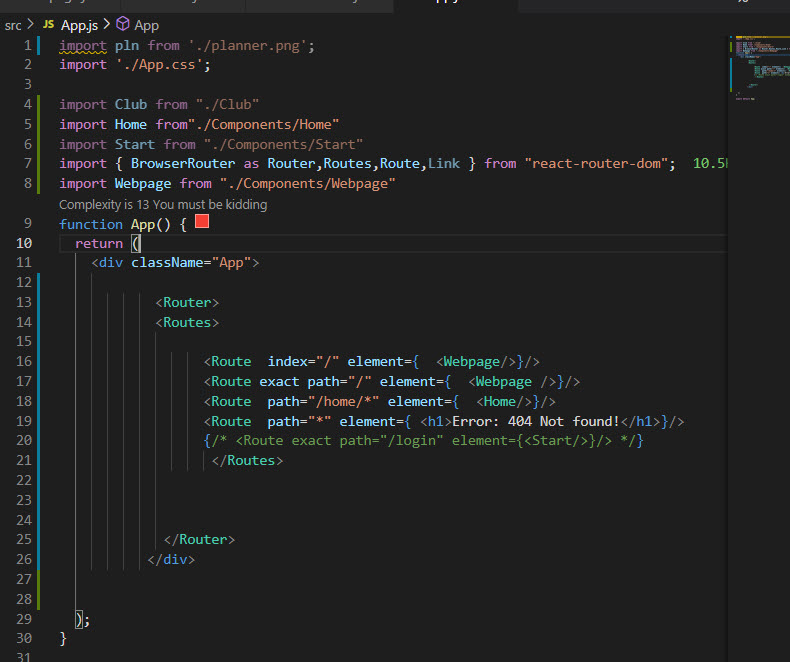 src > JS App.js > App
1 import pln from './planner.png';
2 import './App.css';
3
4 import Club from "./Club"
5 import Home from"./Components/Home"
6 import Start from "./Components/Start"
7 import { BrowserRouter as Router,Routes,Route,Link } from "react-router-dom"; 10.5
8 import Webpage from "./Components/Webpage"
Complexity is 13 You must be kidding
9 function App() {
10 return (
11 <div className="App">
12
13 <Router>
14 <Routes>
15
16 <Route  index="/" element={  <Webpage/>}/>
17 <Route exact path="/" element={  <Webpage />}/>
18 <Route  path="/home/*" element={  <Home/>}/>
19 <Route  path="*" element={ <h1>Error: 404 Not found!</h1>}/>
20 {/* <Route exact path="/login" element={<Start/>}/> */}
21 </Routes>
22
23
24
25 </Router>
26 </div>
27
28
29 );
30 }
31